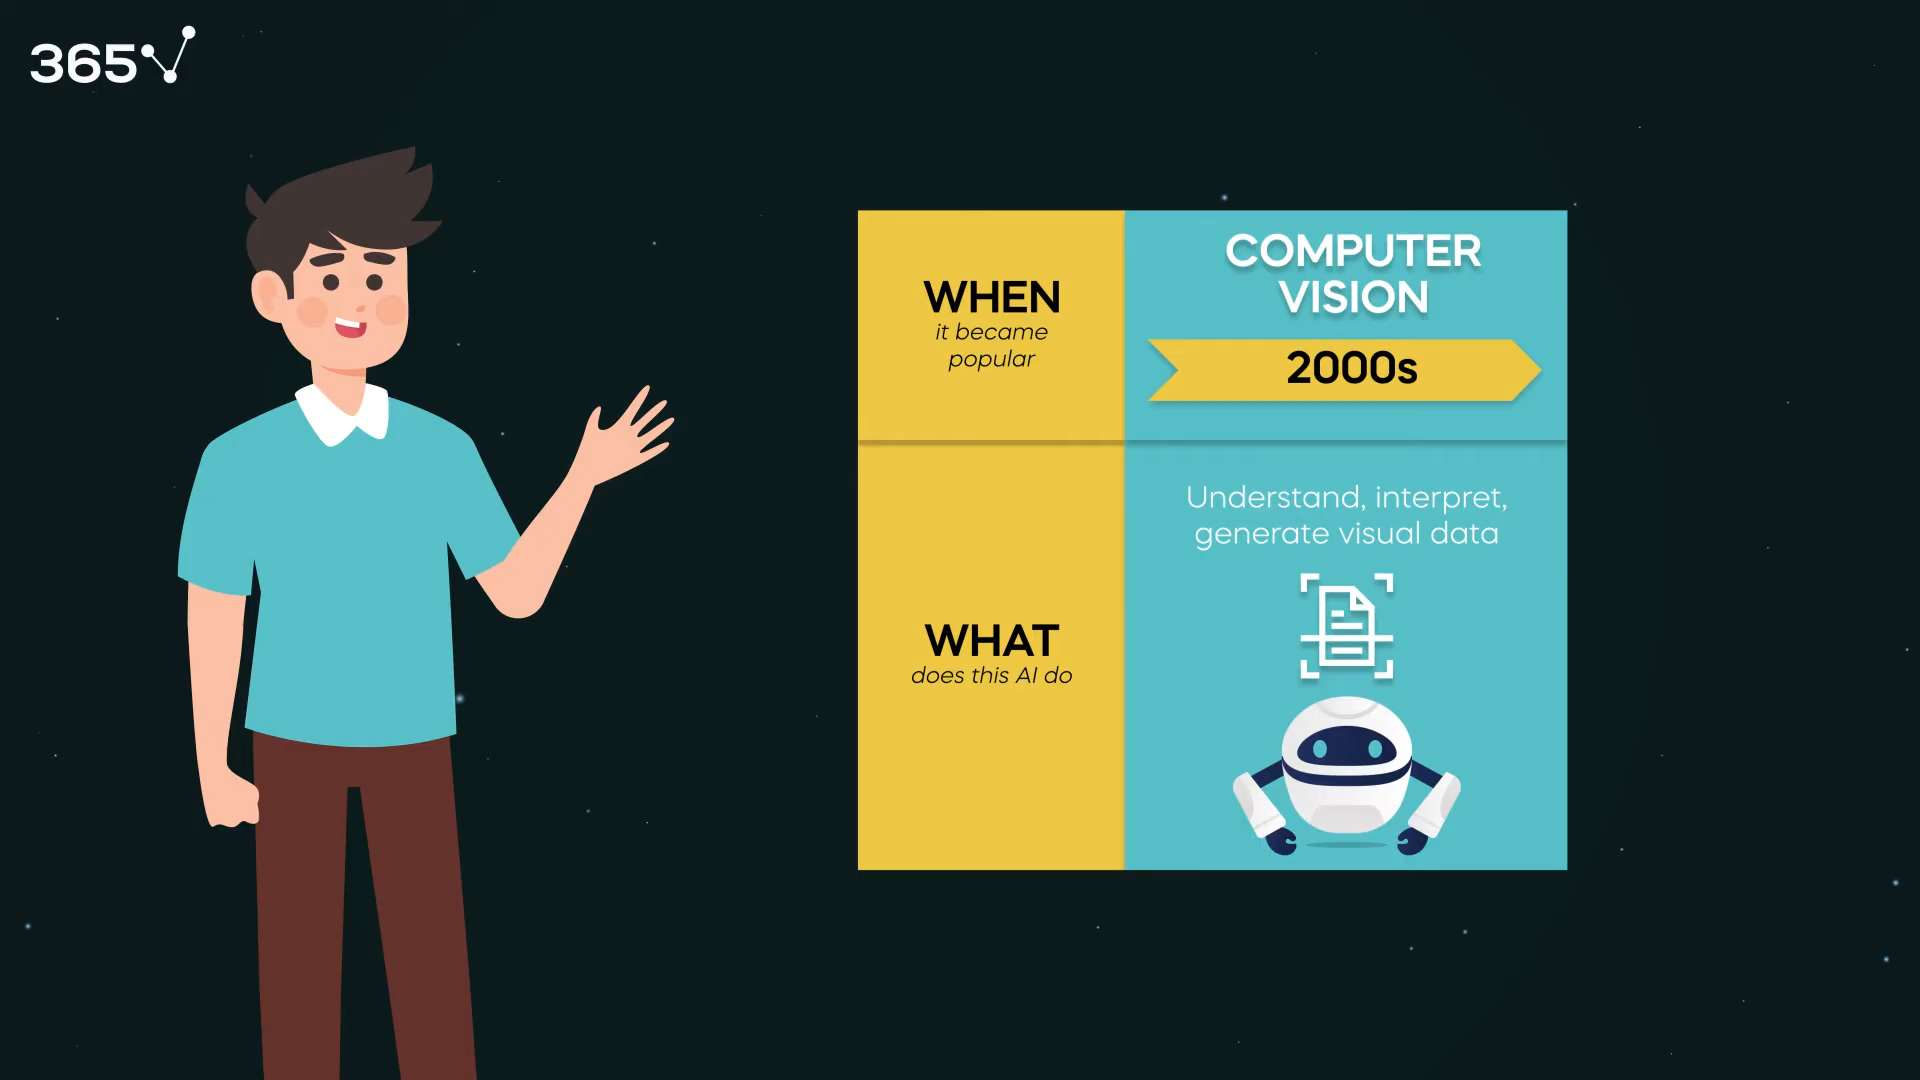 365
WHEN
it became
popular
COMPUTER
VISION
2000s
WHAT
does this AI do
Understand, interpret,
generate visual data